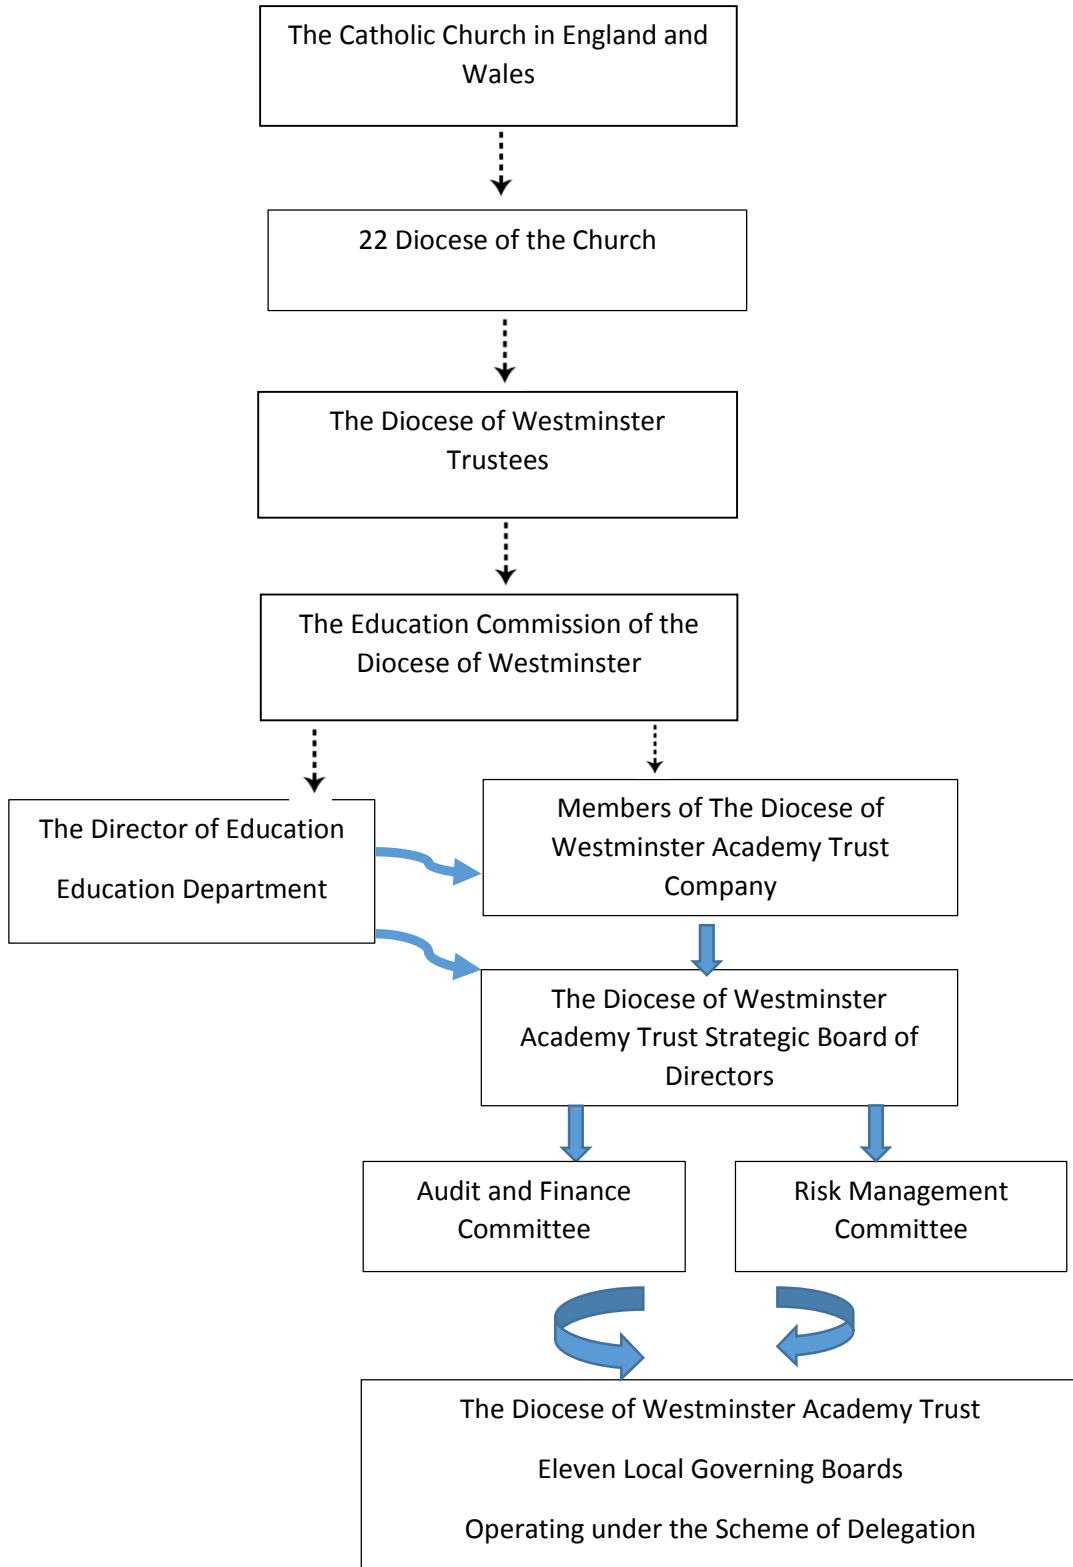 The Catholic Church in England and
Wales
22 Diocese of the Church
The Diocese of Westminster
Trustees
The Education Commission of the
Diocese of Westminster
The Director of Education
Education Department
Members of The Diocese of
Westminster Academy Trust
Company
The Diocese of Westminster
Academy Trust Strategic Board of
Directors
Audit and Finance
Committee
Risk Management
Committee
The Diocese of Westminster Academy Trust
Eleven Local Governing Boards
Operating under the Scheme of Delegation